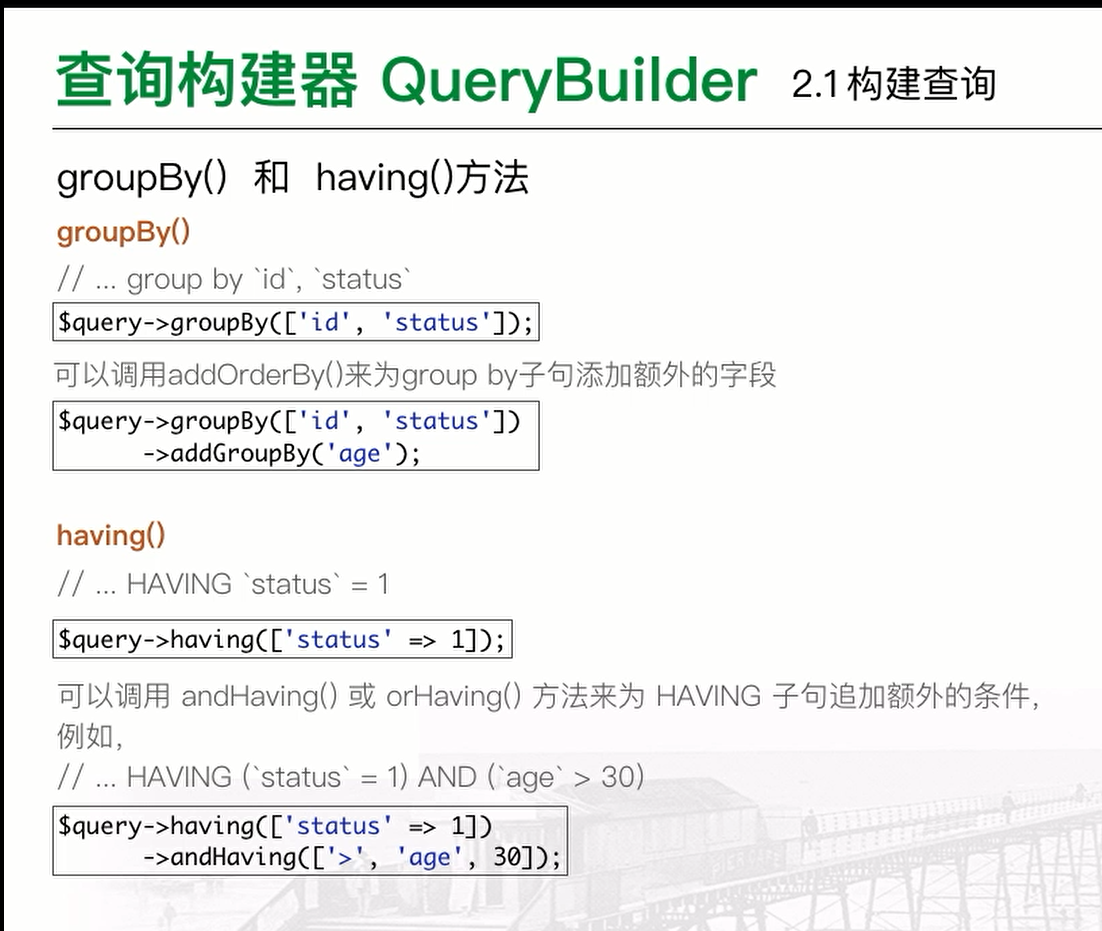 查询构建器 QueryBuilder 2.1构建查询
groupBy() 和 having()方法
groupBy()
// ... group by `id`, `status`
$query->groupBy(['id', 'status']);
可以调用addOrderBy()来为group by子句添加额外的字段
$query->groupBy(['id', 'status'])
->addGroupBy('age');
having()
// ... HAVING `status` = 1
$query->having(['status' => 1]);
可以调用 andHaving() 或 orHaving() 方法来为 HAVING 子句追加额外的条件,
例如,
// ... HAVING (`status` = 1) AND (`age` > 30)
$query->having(['status' => 1])
->andHaving(['>', 'age', 30]);